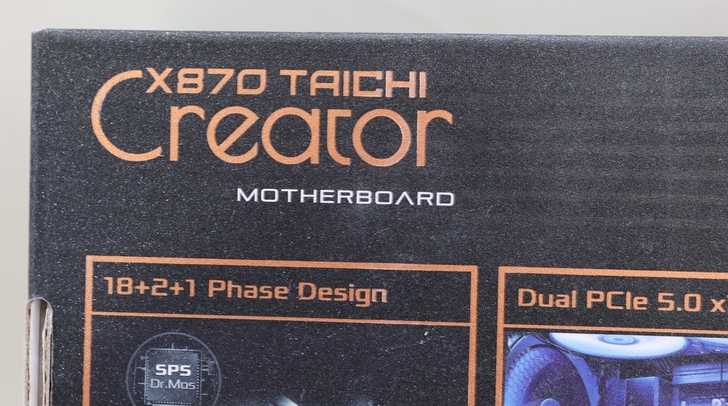 X870 TAICHI
Creator
MOTHERBOARD
18+2+1 Phase Design
Dual PCIe 5.0 x
SPS
Dr.Mos